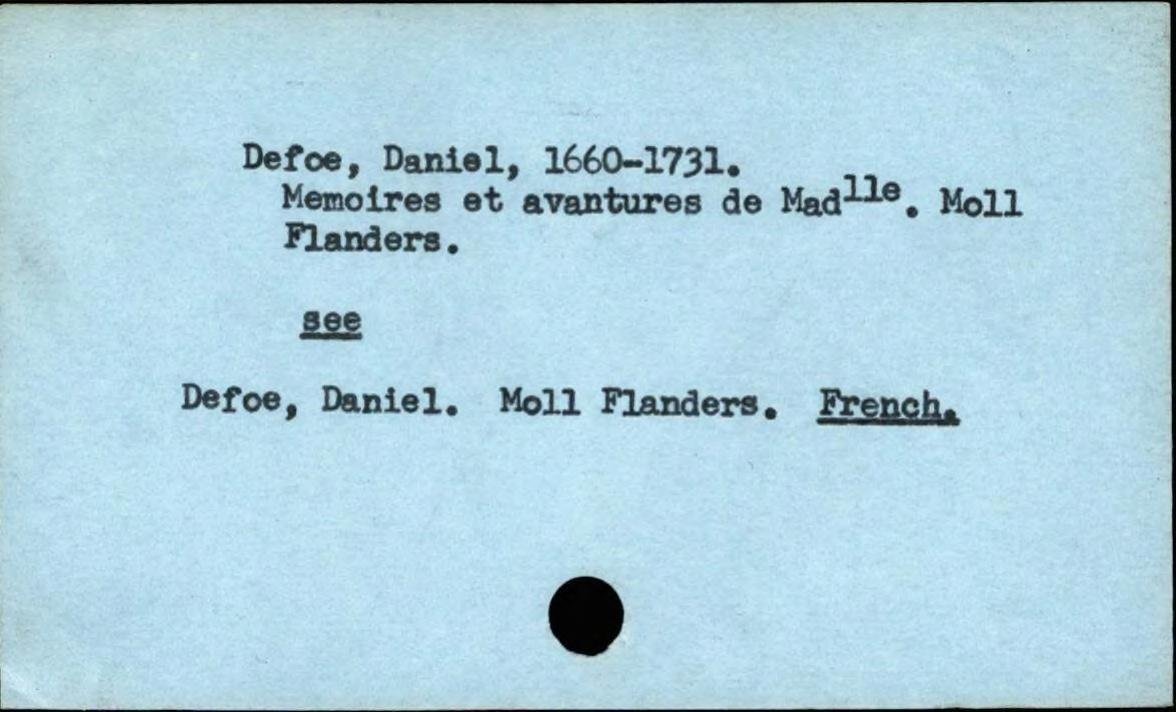 Defoe, Daniel, 1660-1731.
Memoires et avantures de Madlle. Moll
Flanders.
see
Defoe, Daniel. Moll Flanders. French.